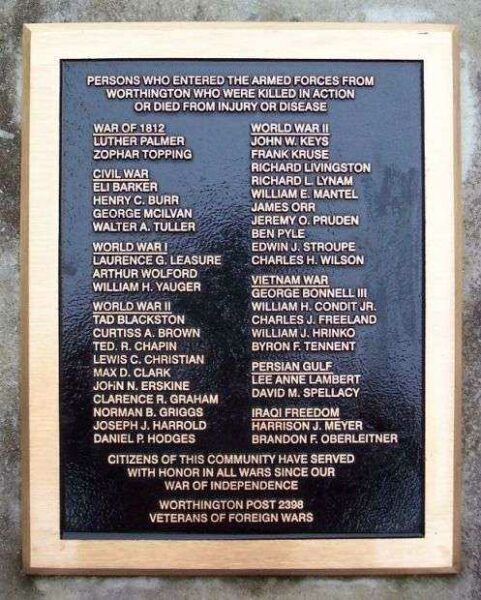 PERSONS WHO ENTERED THE ARMED FORCES FROM
WORTHINGTON WHO WERE KILLED IN ACTION
OR DIED FROM INJURY OR DISEASE
WAR OF 1812
LUTHER PALMER
ZOPHAR TOPPING
CIVIL WAR
ELI BARKER
HENRY C. BURR
GEORGE MCILVAN
WALTER A. TULLER
WORLD WAR I
LAURENCE G. LEASURE
ARTHUR WOLFORD
WILLIAM H. YAUGER
WORLD WAR II
TAD BLACKSTON
CURTISS A. BROWN
TED. R. CHAPIN
LEWIS C. CHRISTIAN
MAX D. CLARK
JOHN N. ERSKINE
CLARENCE R. GRAHAM
NORMAN B. GRIGGS
JOSEPH J. HARROLD
DANIEL P. HODGES
WORLD WAR II
JOHN W. KEYS
FRANK KRUSE
RICHARD LIVINGSTON
RICHARD L. LYNAM
WILLIAM E. MANTEL
JAMES ORR
JEREMY O. PRUDEN
BEN PYLE
EDWIN J. STROUPE
CHARLES H. WILSON
VIETNAM WAR
GEORGE BONNELL III
WILLIAM H. CONDIT JR.
CHARLES J. FREELAND
WILLIAM J. HRINKO
BYRON F. TENNENT
PERSIAN GULF
LEE ANNE LAMBERT
DAVID M. SPELLACY
IRAQI FREEDOM
HARRISON J. MEYER
BRANDON F. OBERLEITNER
CITIZENS OF THIS COMMUNITY HAVE SERVED
WITH HONOR IN ALL WARS SINCE OUR
WAR OF INDEPENDENCE
WORTHINGTON POST 2398
VETERANS OF FOREIGN WARS